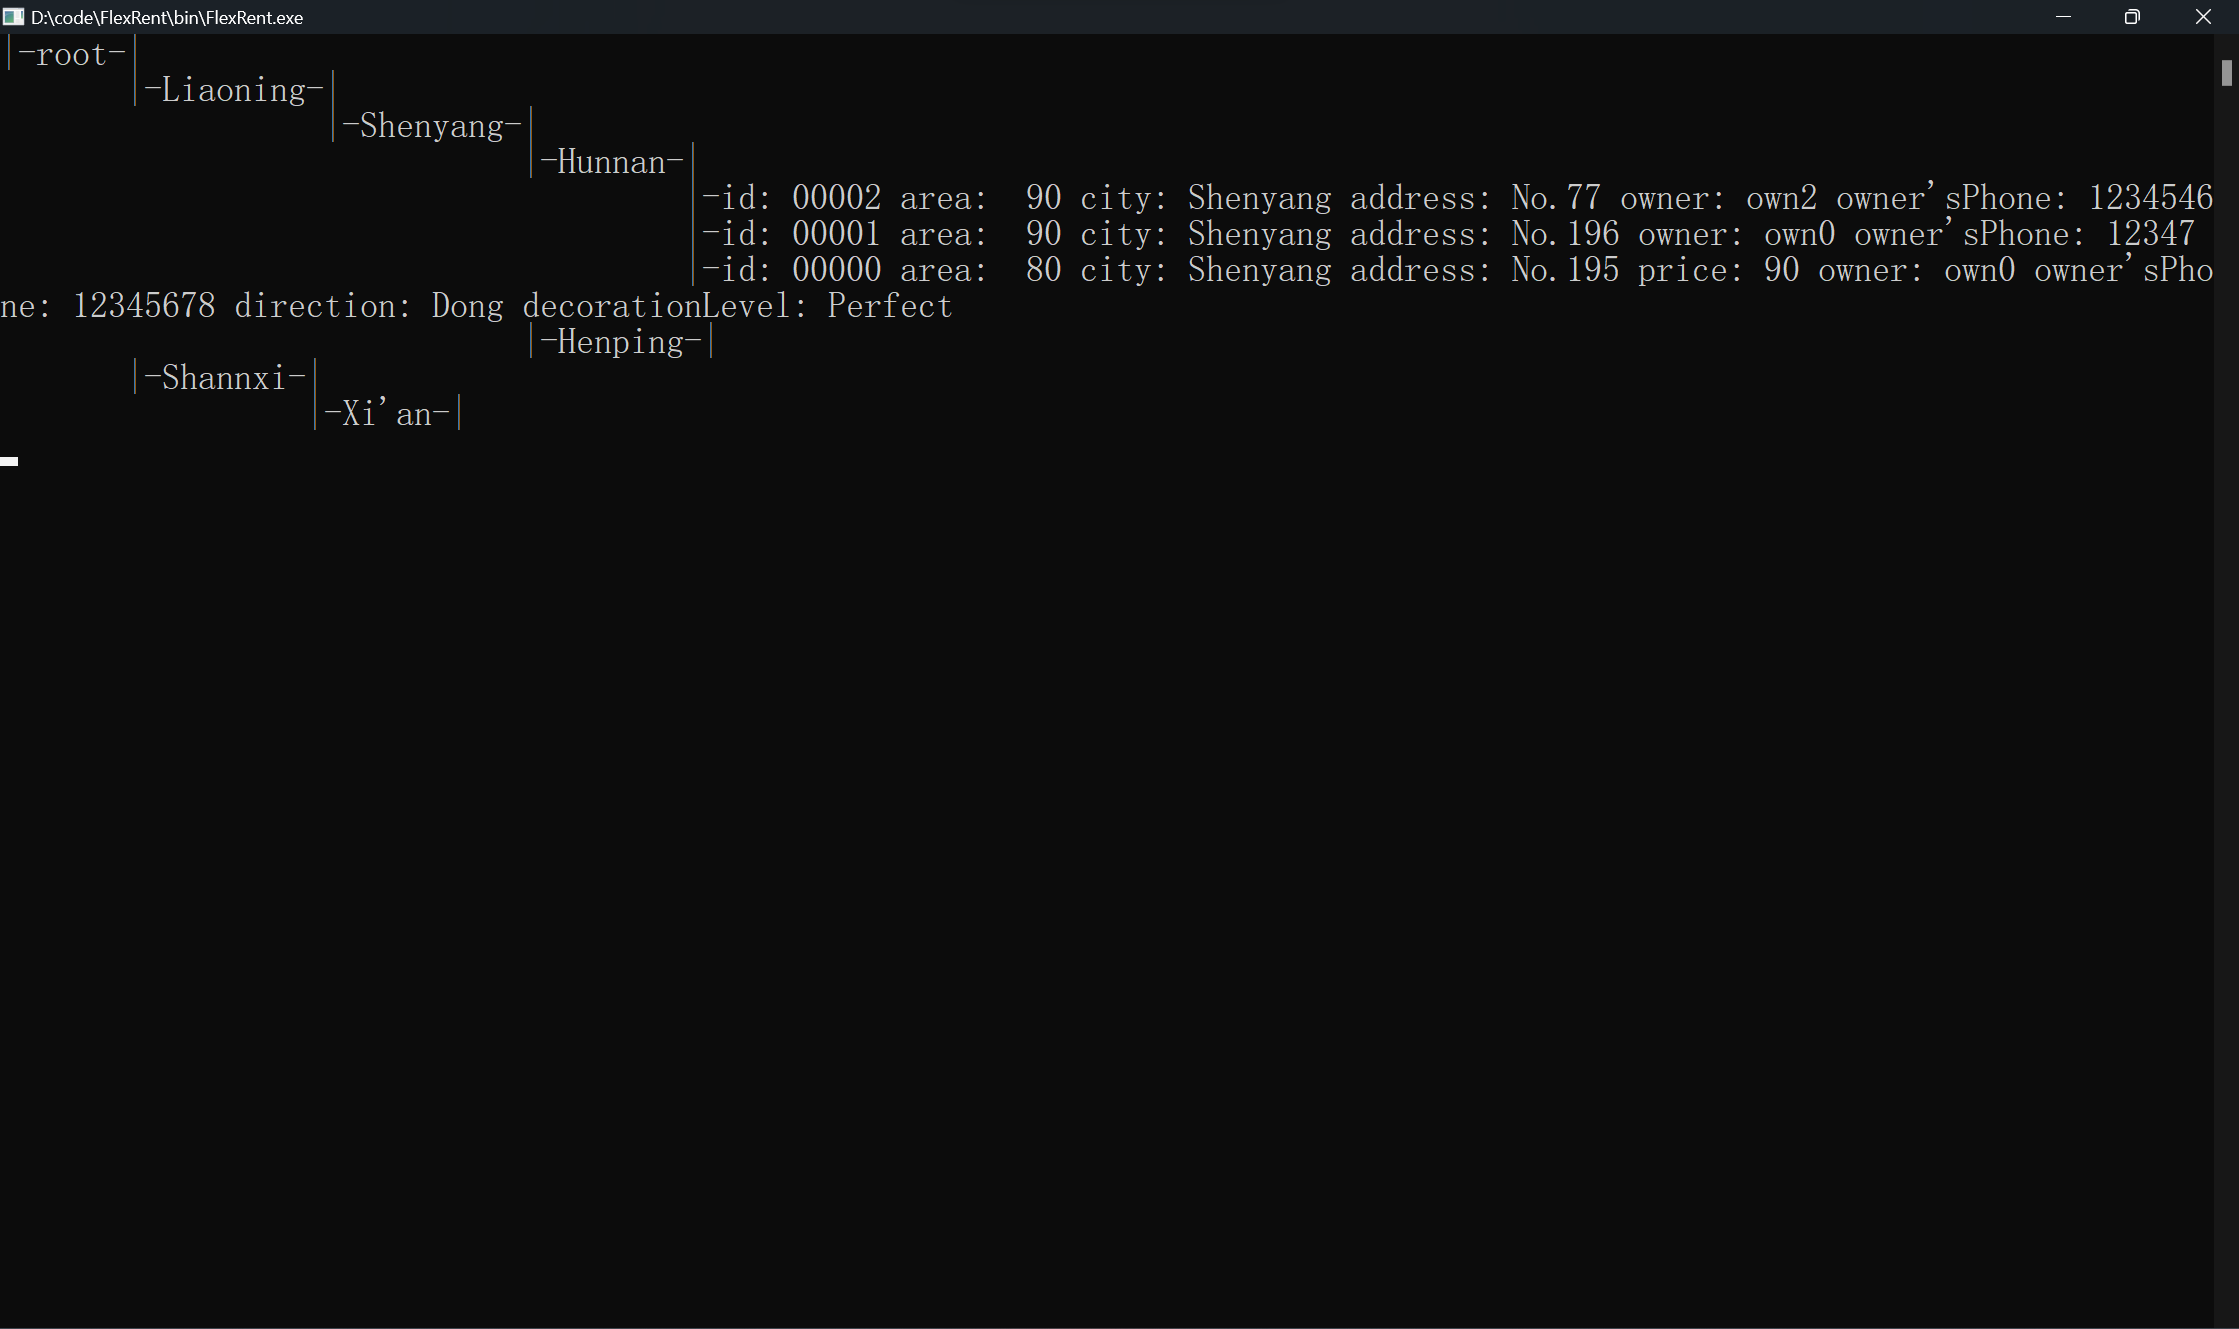 D:\code\FlexRent\bin\FlexRent.exe
|-root-|
|-Liaoning-|
|-Shenyang-|
|-Hunnan-|
|-id: 00002 area:  90 city: Shenyang address: No.77 owner: own2 owner'sPhone: 1234546
|-id: 00001 area:  90 city: Shenyang address: No.196 owner: own0 owner'sPhone: 12347
|-id: 00000 area:  80 city: Shenyang address: No.195 price: 90 owner: own0 owner'sPho
ne: 12345678 direction: Dong decorationLevel: Perfect
|-Henping-|
|-Shannxi-|
|-Xi'an-|